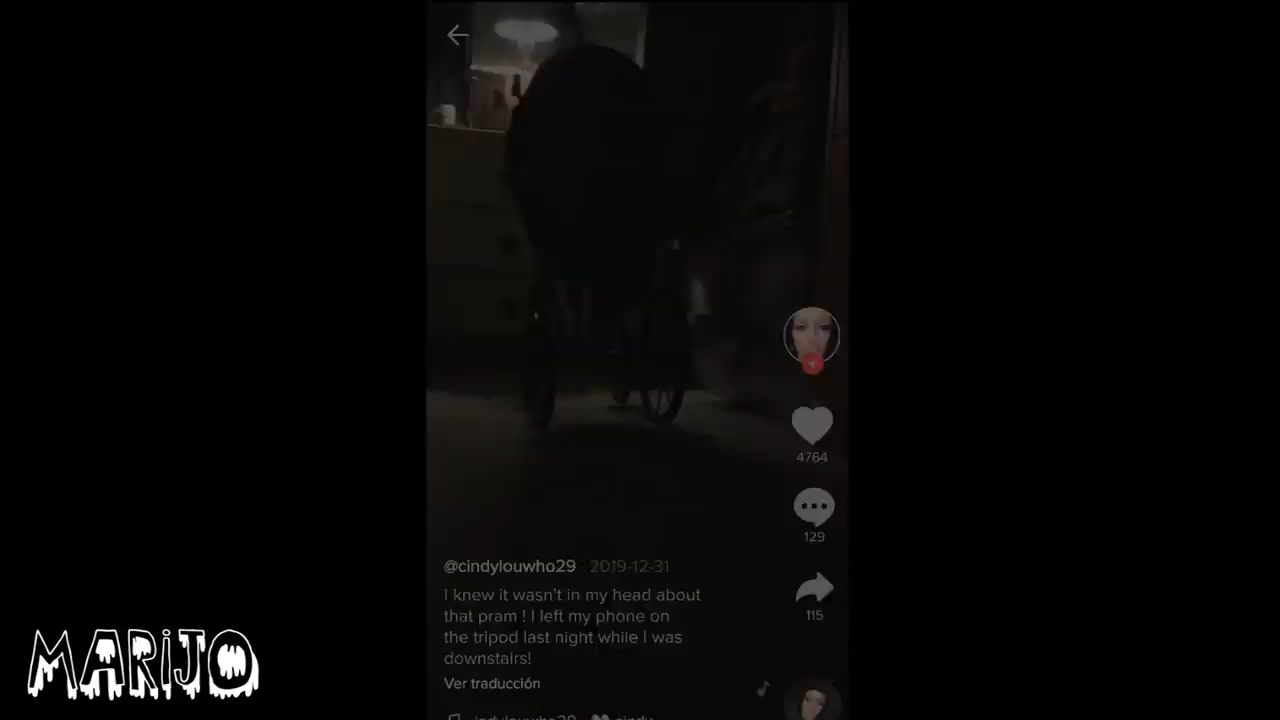 4764
129
115
@cindylouwho29 · 2019-12-31
I knew it wasn't in my head about
that pram ! I left my phone on
the tripod last night while I was
downstairs!
Ver traducción
cindy
MARiJO